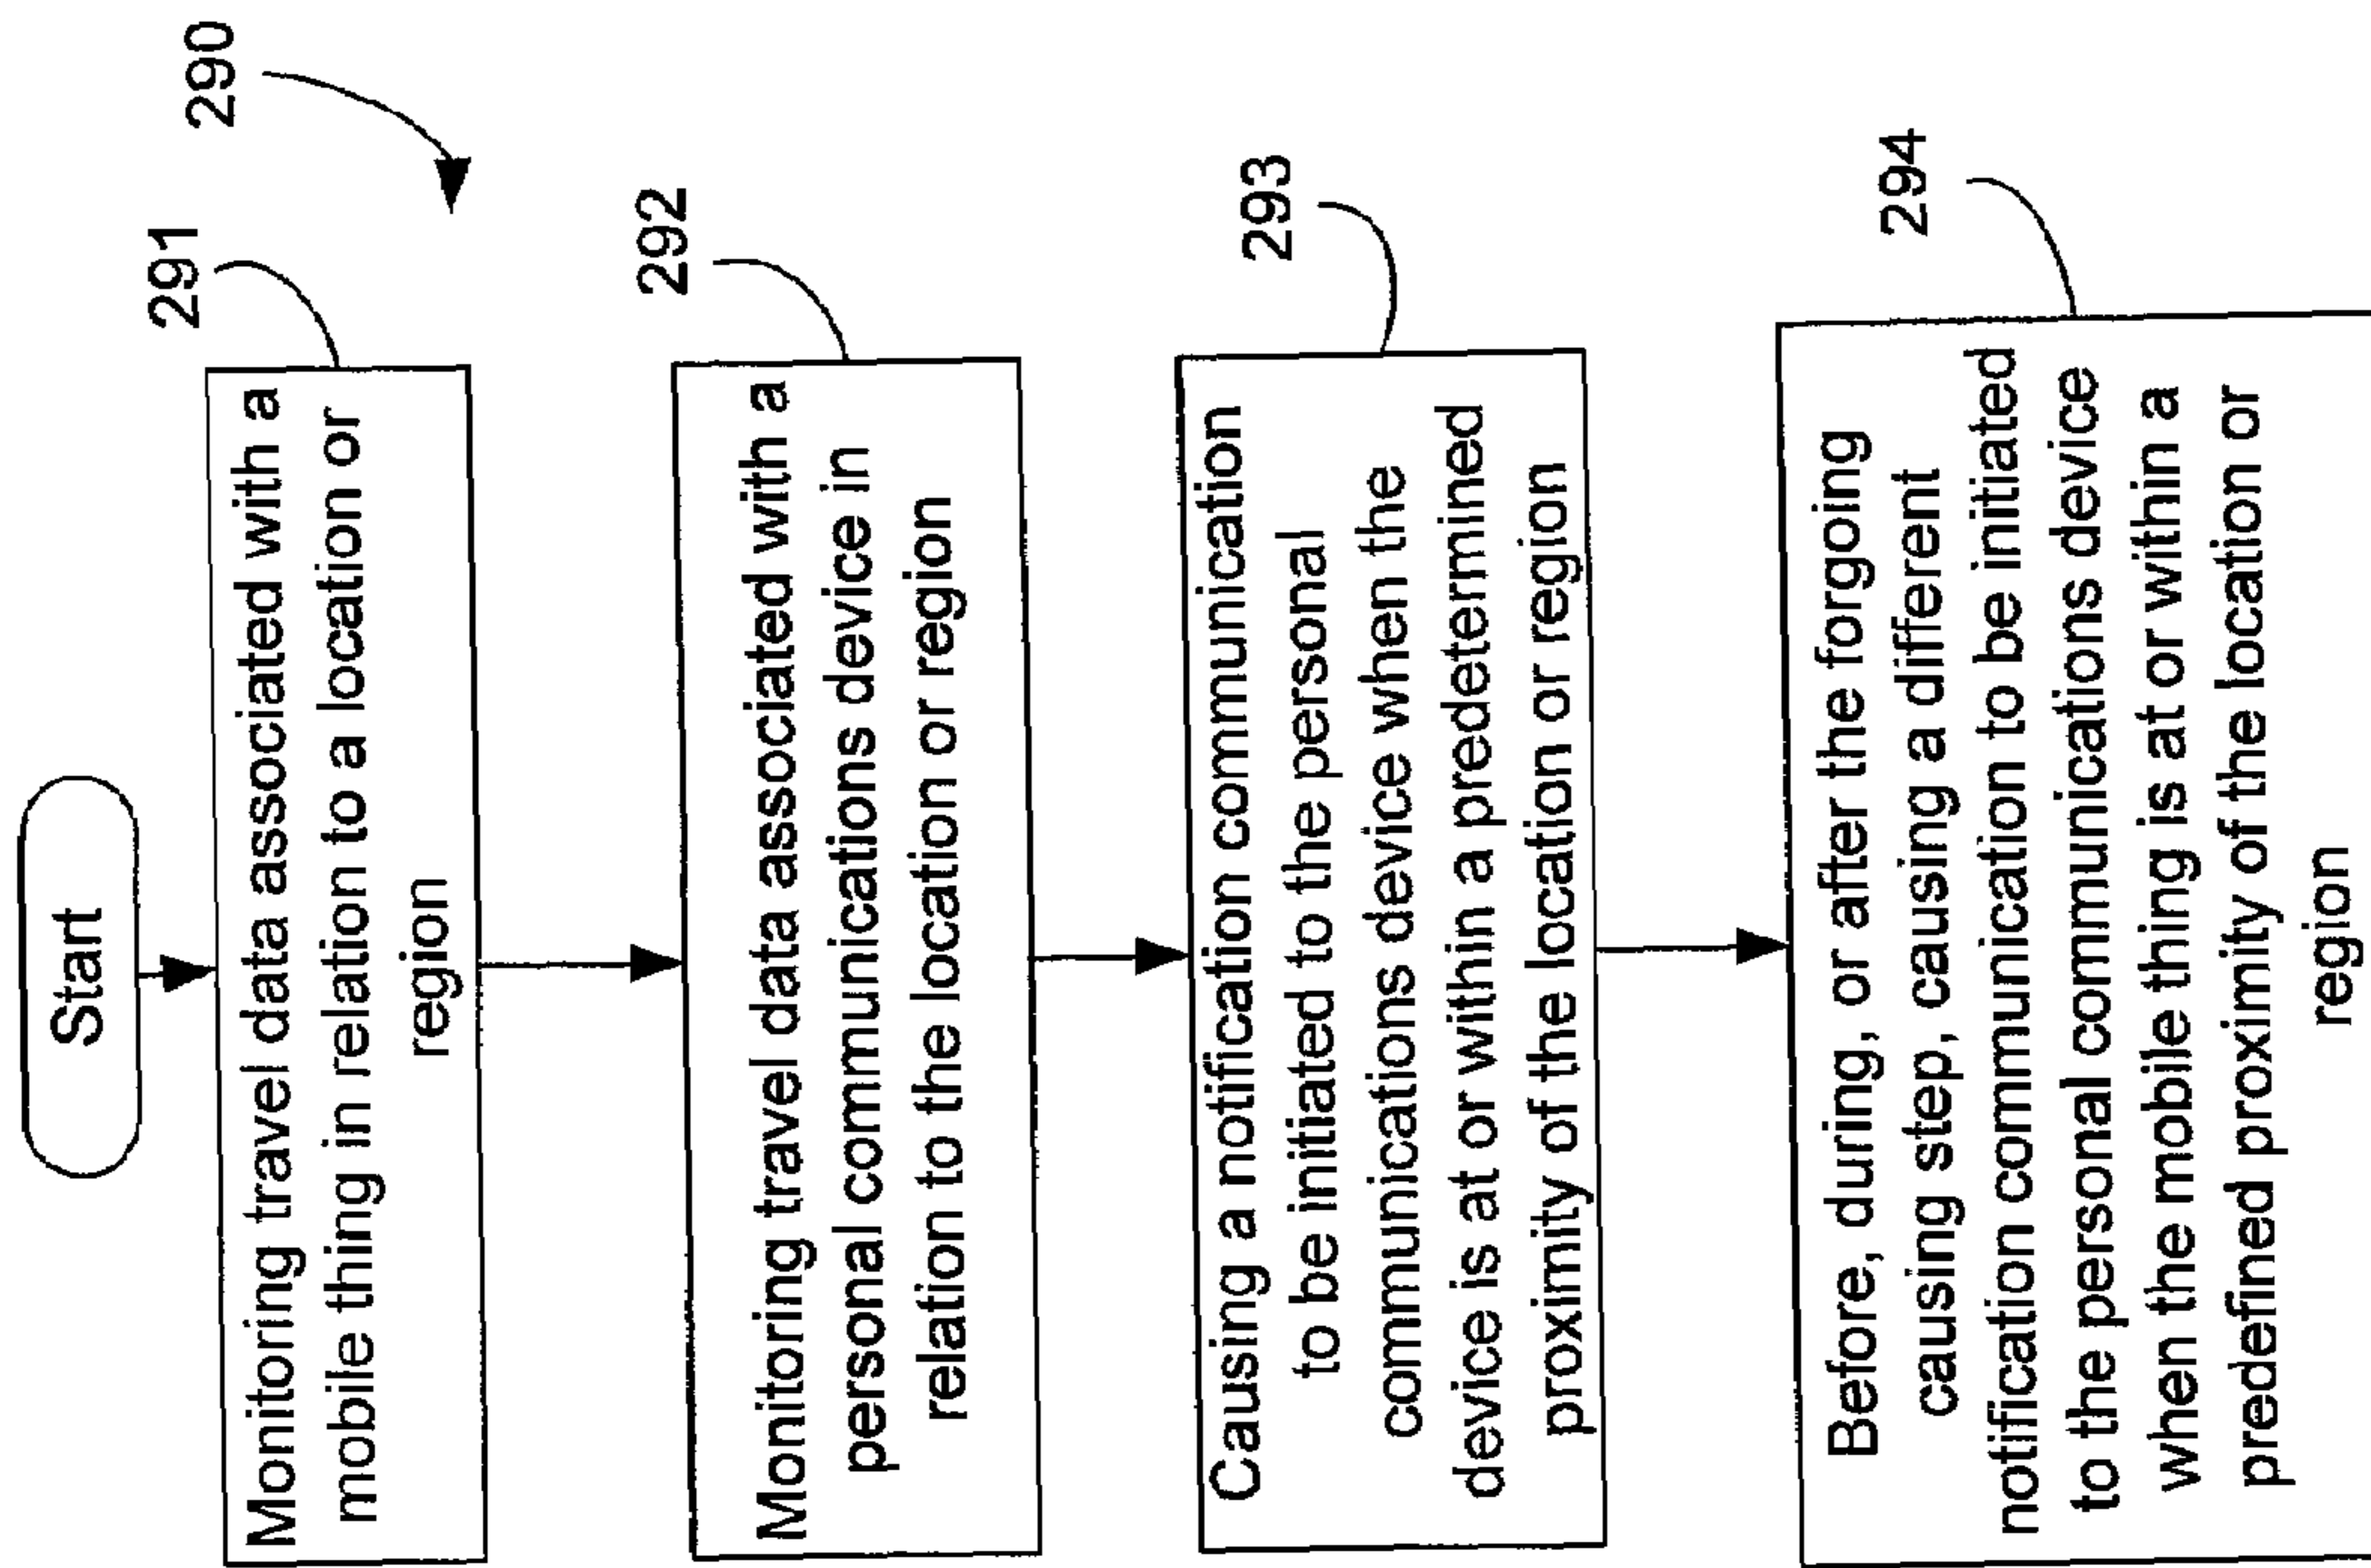 290
Start
291
Monitoring travel data associated with a
mobile thing in relation to a location or
region
292
Monitoring travel data associated with a
personal communications device in
relation to the location or region
293
Causing a notification communication
to be initiated to the personal
communications device when the
device is at or within a predetermined
proximity of the location or region
294
Before, during, or after the forgoing
causing step, causing a different
notification communication to be initiated
to the personal communications device
when the mobile thing is at or within a
predefined proximity of the location or
region